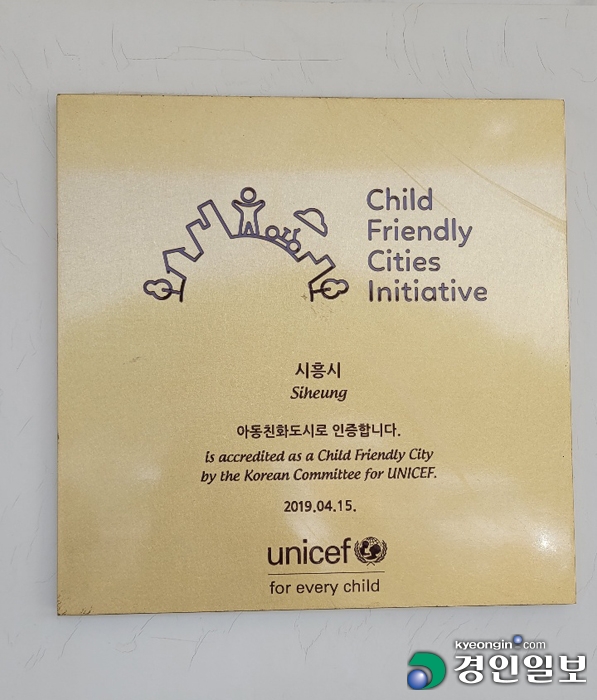 Child
Friendly
Cities
Initiative
시흥시
Siheung
아동친화도시로 인증합니다.
is accredited as a Child Friendly City
by the Korean Committee for UNICEF.
2019.04.15.
unicef
for every child
kyeongin.com
경인일보